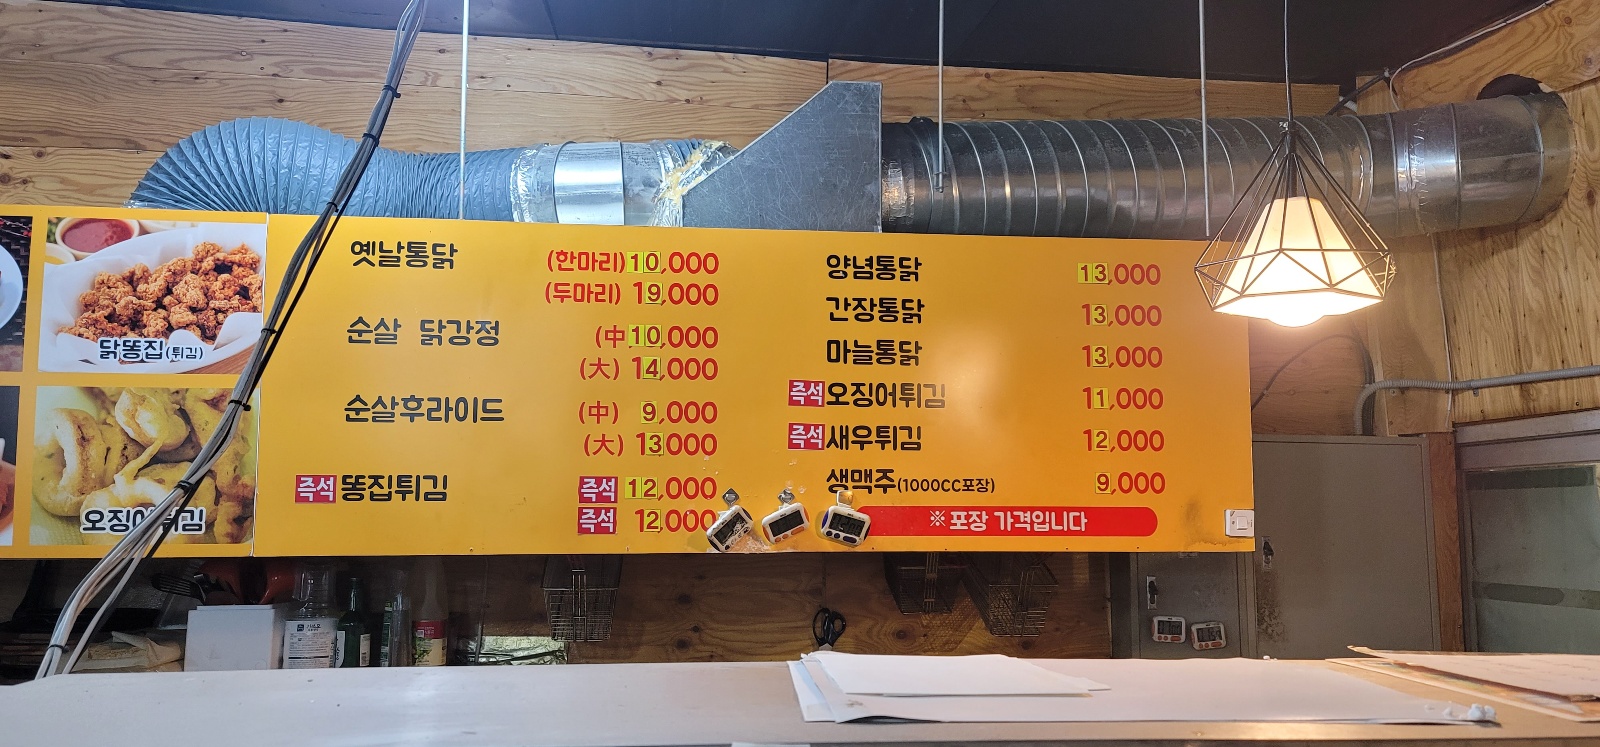 닭똥집(튀김)
오징어튀김
옛날통닭 (한마리) 10,000
(두마리) 19,000
순살 닭강정 (中) 10,000
(大) 14,000
순살후라이드 (中) 9,000
(大) 13,000
즉석 똥집튀김 즉석 12,000
즉석 12,000
양념통닭 13,000
간장통닭 13,000
마늘통닭 13,000
즉석 오징어튀김 11,000
즉석 새우튀김 12,000
생맥주(1000CC포장) 9,000
※ 포장 가격입니다